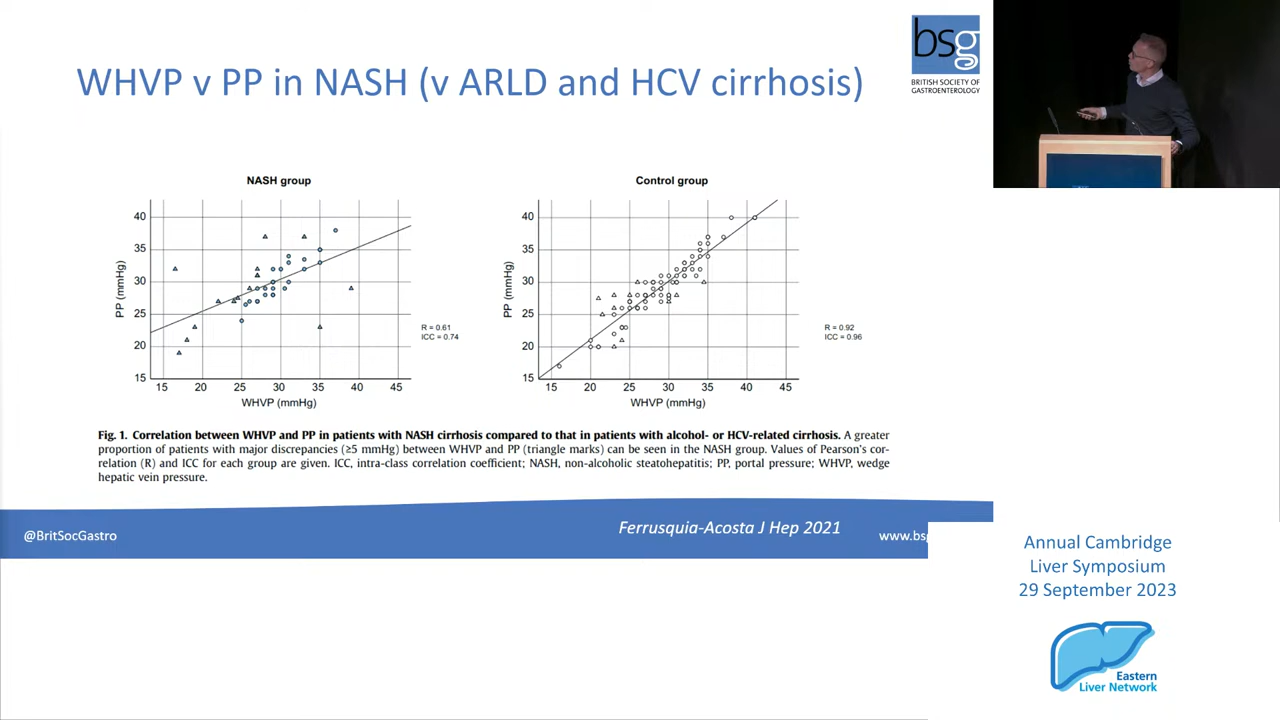 WHVP v PP in NASH (v ARLD and HCV cirrhosis)
bsg
BRITISH SOCIETY OF
GASTROENTEROLOGY
NASH group
40
35
30
25
20
15
PP (mmHg)
15 20 25 30 35 40 45
WHVP (mmHg)
R = 0.61
ICC = 0.74
Control group
40
35
30
25
20
15
PP (mmHg)
15 20 25 30 35 40 45
WHVP (mmHg)
R = 0.92
ICC = 0.96
Fig. 1. Correlation between WHVP and PP in patients with NASH cirrhosis compared to that in patients with alcohol- or HCV-related cirrhosis. A greater
proportion of patients with major discrepancies (≥5 mmHg) between WHVP and PP (triangle marks) can be seen in the NASH group. Values of Pearson's cor-
relation (R) and ICC for each group are given. ICC, intra-class correlation coefficient; NASH, non-alcoholic steatohepatitis; PP, portal pressure; WHVP, wedge
hepatic vein pressure.
@BritSocGastro
Ferrusquia-Acosta J Hep 2021
www.bsg
Annual Cambridge
Liver Symposium
29 September 2023
Eastern
Liver Network